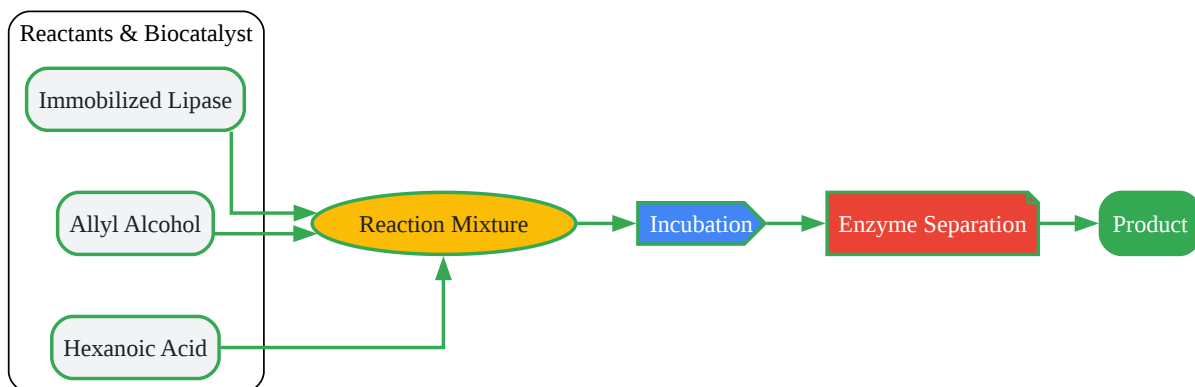 Reactants & Biocatalyst
Immobilized Lipase
Allyl Alcohol
Hexanoic Acid
Reaction Mixture
Incubation
Enzyme Separation
Product